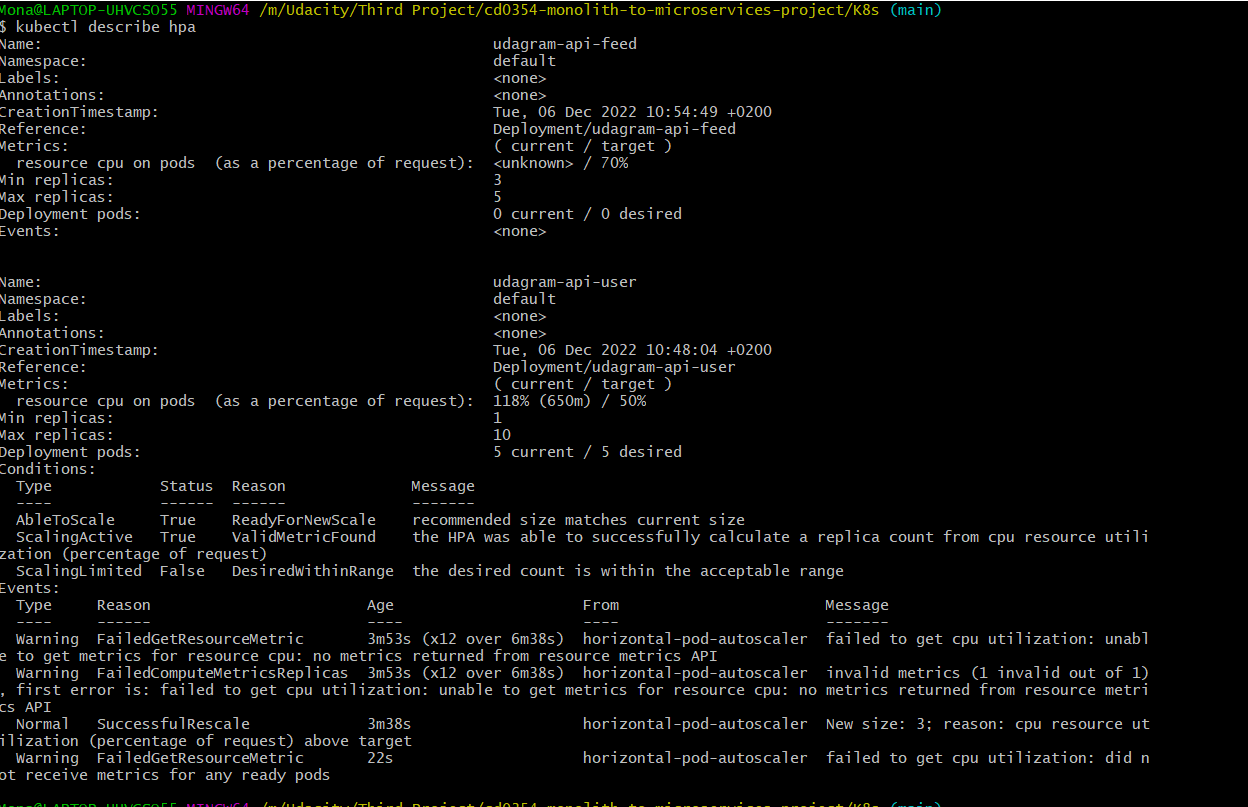 Mona@LAPTOP-UHVCSO55 MINGW64 /m/Udacity/Third Project/cd0354-monolith-to-microservices-project/K8s (main)
$ kubectl describe hpa
Name: udagram-api-feed
Namespace: default
Labels: <none>
Annotations: <none>
CreationTimestamp: Tue, 06 Dec 2022 10:54:49 +0200
Reference: Deployment/udagram-api-feed
Metrics: ( current / target )
resource cpu on pods (as a percentage of request): <unknown> / 70%
Min replicas: 3
Max replicas: 5
Deployment pods: 0 current / 0 desired
Events: <none>
Name: udagram-api-user
Namespace: default
Labels: <none>
Annotations: <none>
CreationTimestamp: Tue, 06 Dec 2022 10:48:04 +0200
Reference: Deployment/udagram-api-user
Metrics: ( current / target )
resource cpu on pods (as a percentage of request): 118% (650m) / 50%
Min replicas: 1
Max replicas: 10
Deployment pods: 5 current / 5 desired
Conditions:
Type Status Reason Message
---- ------ ------ -------
AbleToScale True ReadyForNewScale recommended size matches current size
ScalingActive True ValidMetricFound the HPA was able to successfully calculate a replica count from cpu resource utili
zation (percentage of request)
ScalingLimited False DesiredWithinRange the desired count is within the acceptable range
Events:
Type Reason Age From Message
---- ------ ---- ---- -------
Warning FailedGetResourceMetric 3m53s (x12 over 6m38s) horizontal-pod-autoscaler failed to get cpu utilization: unabl
e to get metrics for resource cpu: no metrics returned from resource metrics API
Warning FailedComputeMetricsReplicas 3m53s (x12 over 6m38s) horizontal-pod-autoscaler invalid metrics (1 invalid out of 1)
, first error is: failed to get cpu utilization: unable to get metrics for resource cpu: no metrics returned from resource metri
cs API
Normal SuccessfulRescale 3m38s horizontal-pod-autoscaler New size: 3; reason: cpu resource ut
ilization (percentage of request) above target
Warning FailedGetResourceMetric 22s horizontal-pod-autoscaler failed to get cpu utilization: did n
ot receive metrics for any ready pods
Mona@LAPTOP-UHVCSO55 MINGW64 /m/Udacity/Third Project/cd0354-monolith-to-microservices-project/K8s (main)